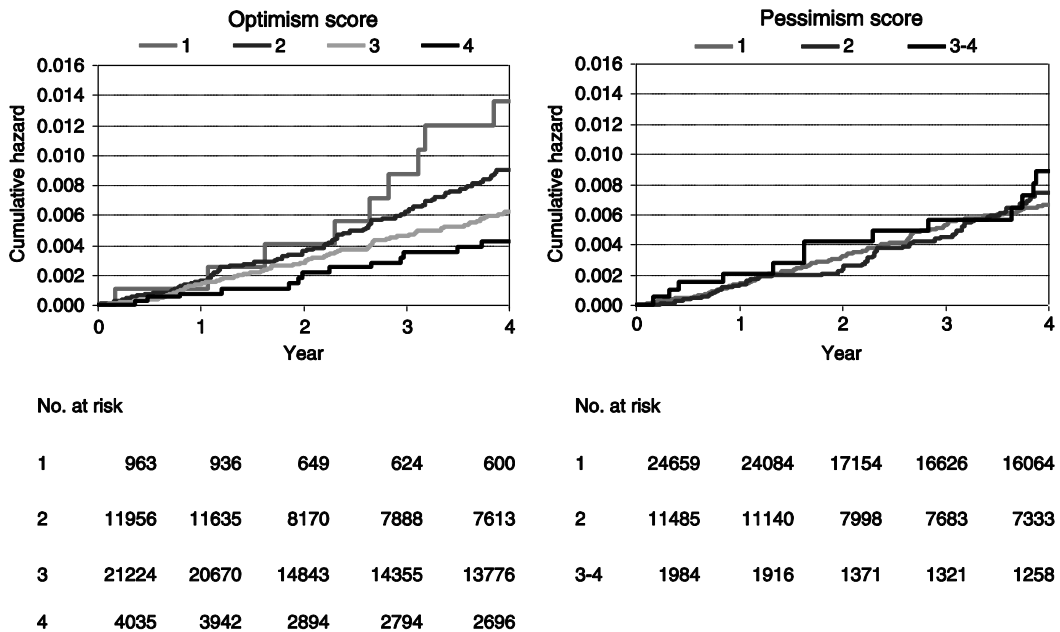 Optimism score
1 2 3 4
0.016
0.014
0.012
0.010
0.008
0.006
0.004
0.002
0.000
Cumulative hazard
0 1 2 3 4
Year
No. at risk
1 963 936 649 624 600
2 11956 11635 8170 7888 7613
3 21224 20670 14843 14355 13776
4 4035 3942 2894 2794 2696
Pessimism score
1 2 3-4
0.016
0.014
0.012
0.010
0.008
0.006
0.004
0.002
0.000
Cumulative hazard
0 1 2 3 4
Year
No. at risk
1 24659 24084 17154 16626 16064
2 11485 11140 7998 7683 7333
3-4 1984 1916 1371 1321 1258